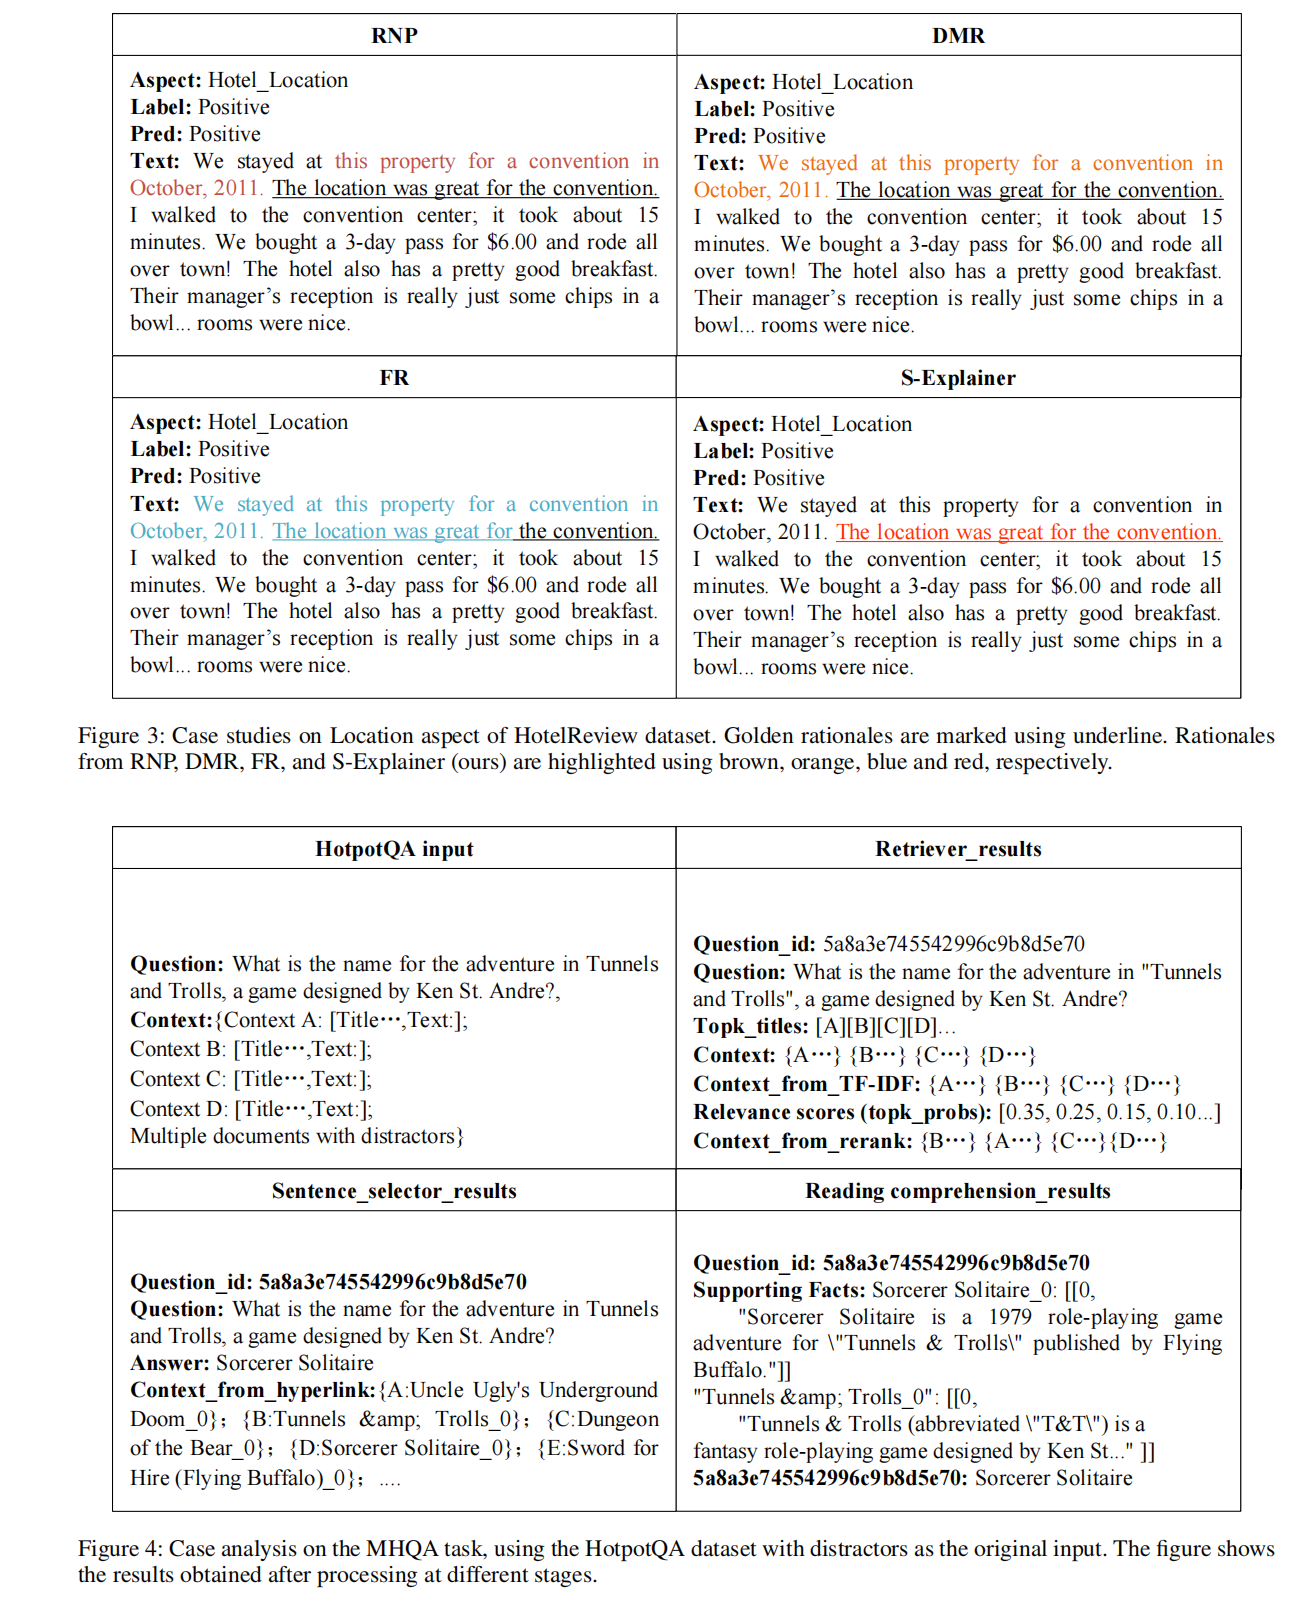 RNP
Aspect: Hotel_Location
Label: Positive
Pred: Positive
Text: We stayed at this property for a convention in
October, 2011. The location was great for the convention.
I walked to the convention center; it took about 15
minutes. We bought a 3-day pass for $6.00 and rode all
over town! The hotel also has a pretty good breakfast.
Their manager’s reception is really just some chips in a
bowl... rooms were nice.
DMR
Aspect: Hotel_Location
Label: Positive
Pred: Positive
Text: We stayed at this property for a convention in
October, 2011. The location was great for the convention.
I walked to the convention center; it took about 15
minutes. We bought a 3-day pass for $6.00 and rode all
over town! The hotel also has a pretty good breakfast.
Their manager’s reception is really just some chips in a
bowl... rooms were nice.
FR
Aspect: Hotel_Location
Label: Positive
Pred: Positive
Text: We stayed at this property for a convention in
October, 2011. The location was great for the convention.
I walked to the convention center; it took about 15
minutes. We bought a 3-day pass for $6.00 and rode all
over town! The hotel also has a pretty good breakfast.
Their manager’s reception is really just some chips in a
bowl... rooms were nice.
S-Explainer
Aspect: Hotel_Location
Label: Positive
Pred: Positive
Text: We stayed at this property for a convention in
October, 2011. The location was great for the convention.
I walked to the convention center; it took about 15
minutes. We bought a 3-day pass for $6.00 and rode all
over town! The hotel also has a pretty good breakfast.
Their manager’s reception is really just some chips in a
bowl... rooms were nice.
Figure 3: Case studies on Location aspect of HotelReview dataset. Golden rationales are marked using underline. Rationales
from RNP, DMR, FR, and S-Explainer (ours) are highlighted using brown, orange, blue and red, respectively.
HotpotQA input
Question: What is the name for the adventure in Tunnels
and Trolls, a game designed by Ken St. Andre?,
Context:{Context A: [Title⋯,Text:];
Context B: [Title⋯,Text:];
Context C: [Title⋯,Text:];
Context D: [Title⋯,Text:];
Multiple documents with distractors}
Retriever_results
Question_id: 5a8a3e745542996c9b8d5e70
Question: What is the name for the adventure in "Tunnels
and Trolls", a game designed by Ken St. Andre?
Topk_titles: [A][B][C][D]...
Context: {A⋯} {B⋯} {C⋯} {D⋯}
Context_from_TF-IDF: {A⋯} {B⋯} {C⋯} {D⋯}
Relevance scores (topk_probs): [0.35, 0.25, 0.15, 0.10...]
Context_from_rerank: {B⋯} {A⋯} {C⋯}{D⋯}
Sentence_selector_results
Question_id: 5a8a3e745542996c9b8d5e70
Question: What is the name for the adventure in Tunnels
and Trolls, a game designed by Ken St. Andre?
Answer: Sorcerer Solitaire
Context_from_hyperlink:{A:Uncle Ugly's Underground
Doom_0}; {B:Tunnels &amp; Trolls_0}; {C:Dungeon
of the Bear_0}; {D:Sorcerer Solitaire_0}; {E:Sword for
Hire (Flying Buffalo)_0}; ....
Reading comprehension_results
Question_id: 5a8a3e745542996c9b8d5e70
Supporting Facts: Sorcerer Solitaire_0: [[0,
"Sorcerer Solitaire is a 1979 role-playing game
adventure for \"Tunnels & Trolls\" published by Flying
Buffalo."]]
"Tunnels &amp; Trolls_0": [[0,
"Tunnels & Trolls (abbreviated \"T&T\") is a
fantasy role-playing game designed by Ken St..." ]]
5a8a3e745542996c9b8d5e70: Sorcerer Solitaire
Figure 4: Case analysis on the MHQA task, using the HotpotQA dataset with distractors as the original input. The figure shows
the results obtained after processing at different stages.